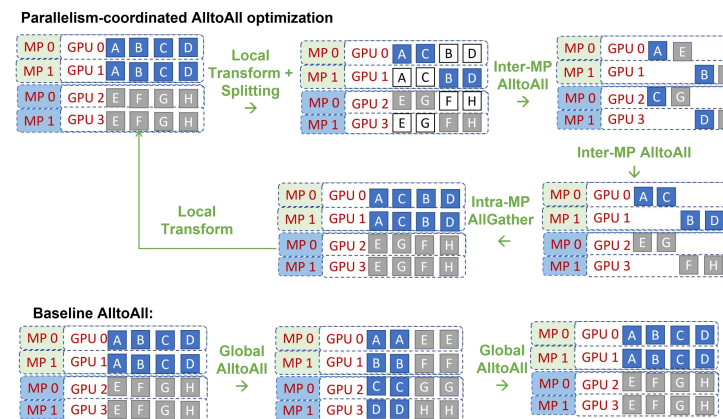 Parallelism-coordinated AlltoAll optimization
MP 0 GPU 0 A B C D
MP 1 GPU 1 A B C D
MP 0 GPU 2 E F G H
MP 1 GPU 3 E F G H
Local
Transform +
Splitting
MP 0 GPU 0 A C B D
MP 1 GPU 1 A C B D
MP 0 GPU 2 E G F H
MP 1 GPU 3 E G F H
Inter-MP
AlltoAll
MP 0 GPU 0 A E
MP 1 GPU 1 B
MP 0 GPU 2 C G
MP 1 GPU 3 D
Inter-MP AlltoAll
MP 0 GPU 0 A C
MP 1 GPU 1 B D
MP 0 GPU 2 E G
MP 1 GPU 3 F H
Intra-MP
AllGather
MP 0 GPU 0 A C B D
MP 1 GPU 1 A C B D
MP 0 GPU 2 E G F H
MP 1 GPU 3 E G F H
Local
Transform
Baseline AlltoAll:
MP 0 GPU 0 A B C D
MP 1 GPU 1 A B C D
MP 0 GPU 2 E F G H
MP 1 GPU 3 E F G H
Global
AlltoAll
MP 0 GPU 0 A A E E
MP 1 GPU 1 B B F F
MP 0 GPU 2 C C G G
MP 1 GPU 3 D D H H
Global
AlltoAll
MP 0 GPU 0 A B C D
MP 1 GPU 1 A B C D
MP 0 GPU 2 E F G H
MP 1 GPU 3 E F G H